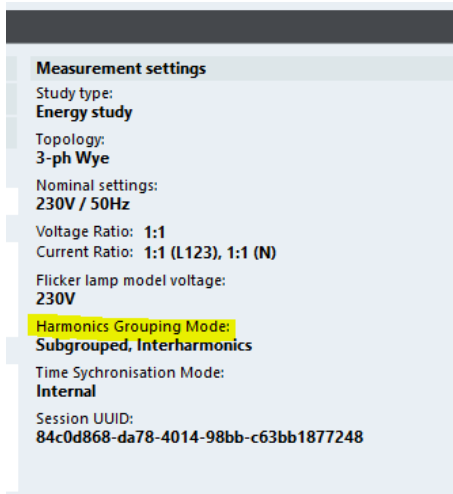 Measurement settings
Study type:
Energy study
Topology:
3-ph Wye
Nominal settings:
230V / 50Hz
Voltage Ratio: 1:1
Current Ratio: 1:1 (L123), 1:1 (N)
Flicker lamp model voltage:
230V
Harmonics Grouping Mode:
Subgrouped, Interharmonics
Time Sychronisation Mode:
Internal
Session UUID:
84c0d868-da78-4014-98bb-c63bb1877248